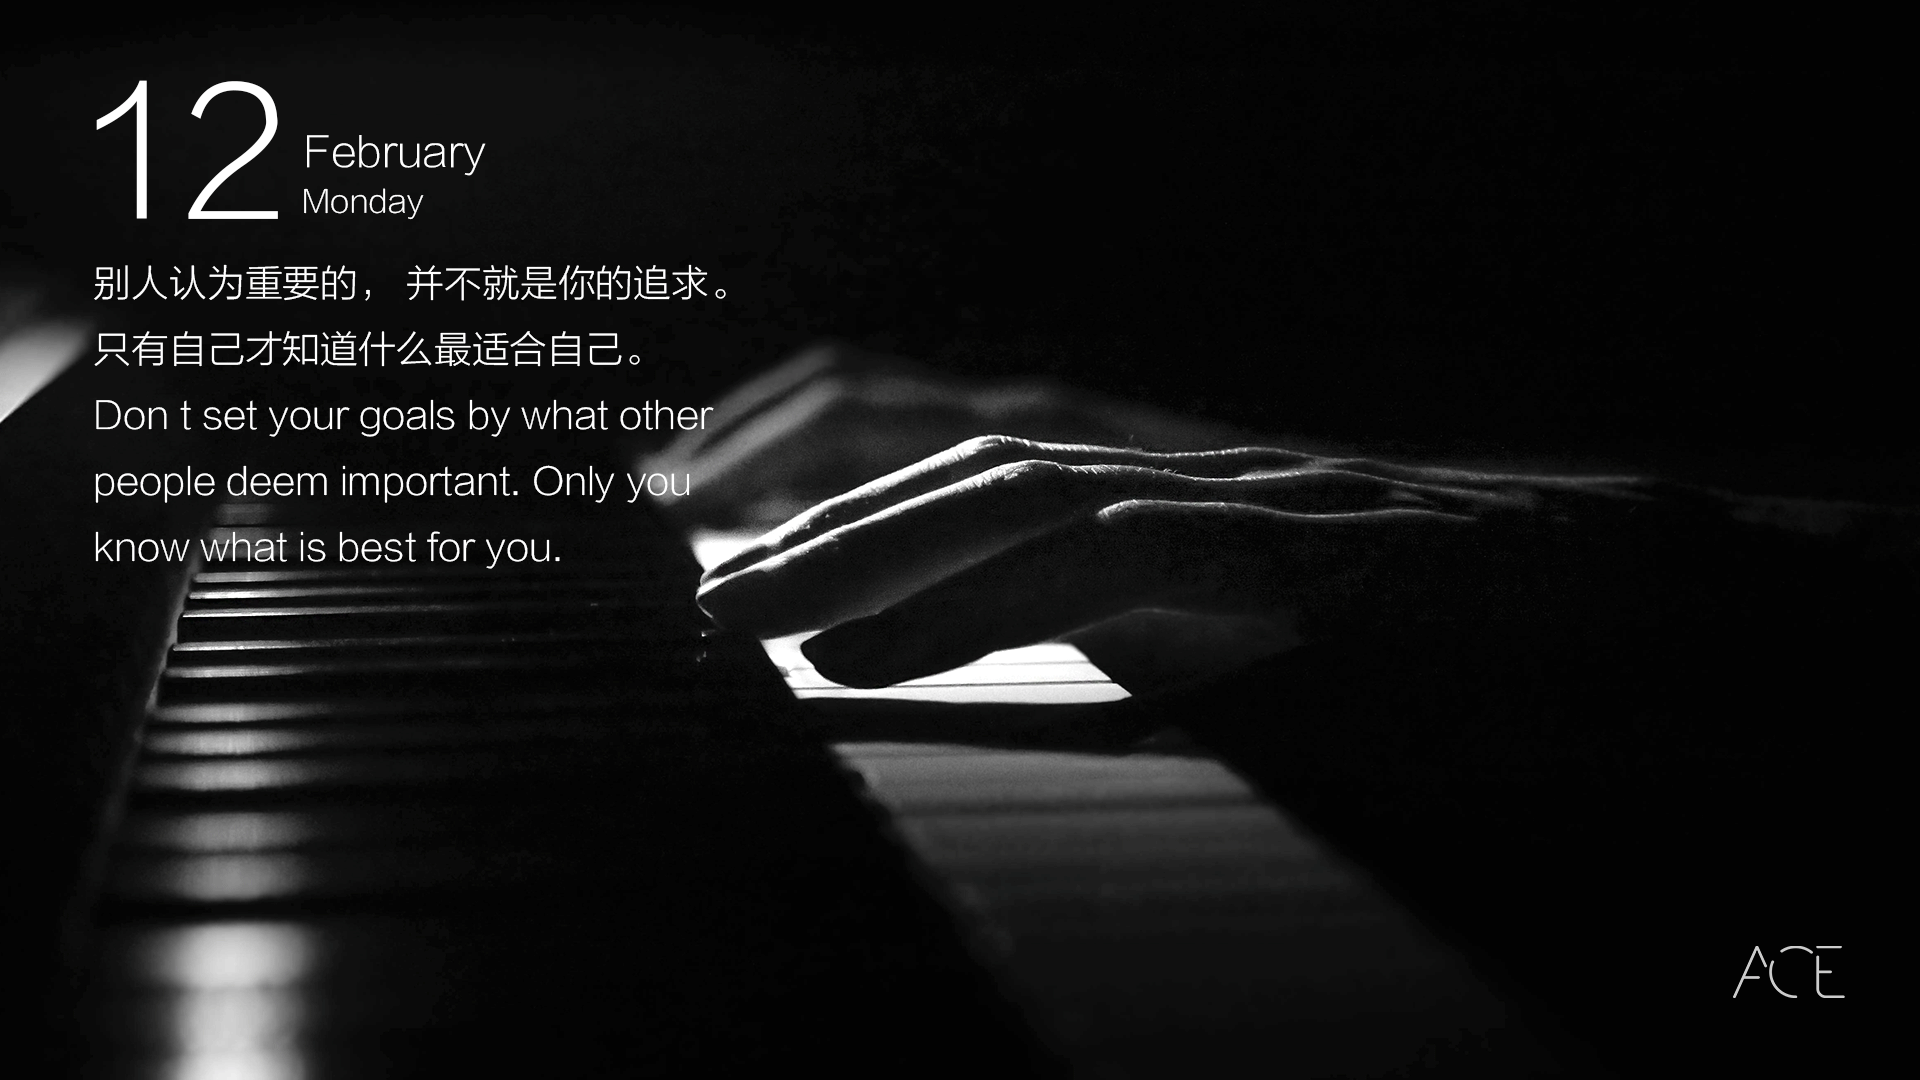 12
February
Monday
别人认为重要的， 并不就是你的追求。
只有自己才知道什么最适合自己。
Don t set your goals by what other
people deem important. Only you
know what is best for you.
ACE